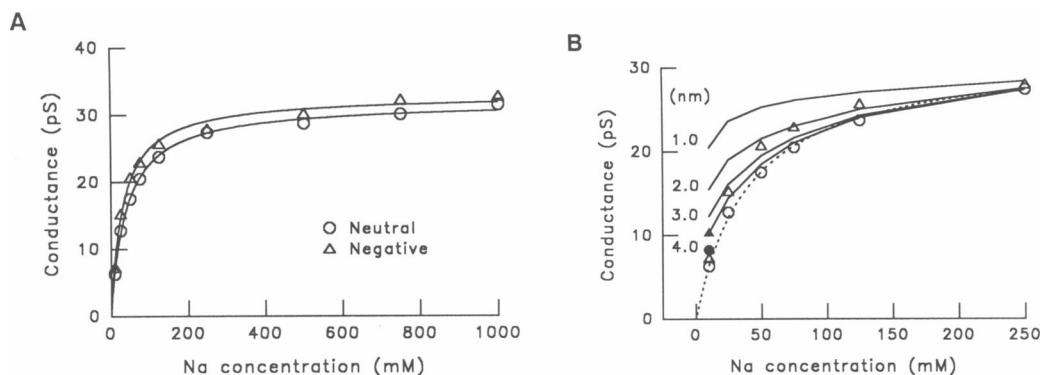 A
Conductance (pS)
40
30
20
10
0
Neutral
Negative
0 200 400 600 800 1000
Na concentration (mM)
B
Conductance (pS)
30
20
10
0
(nm)
1.0
2.0
3.0
4.0
0 50 100 150 200 250
Na concentration (mM)